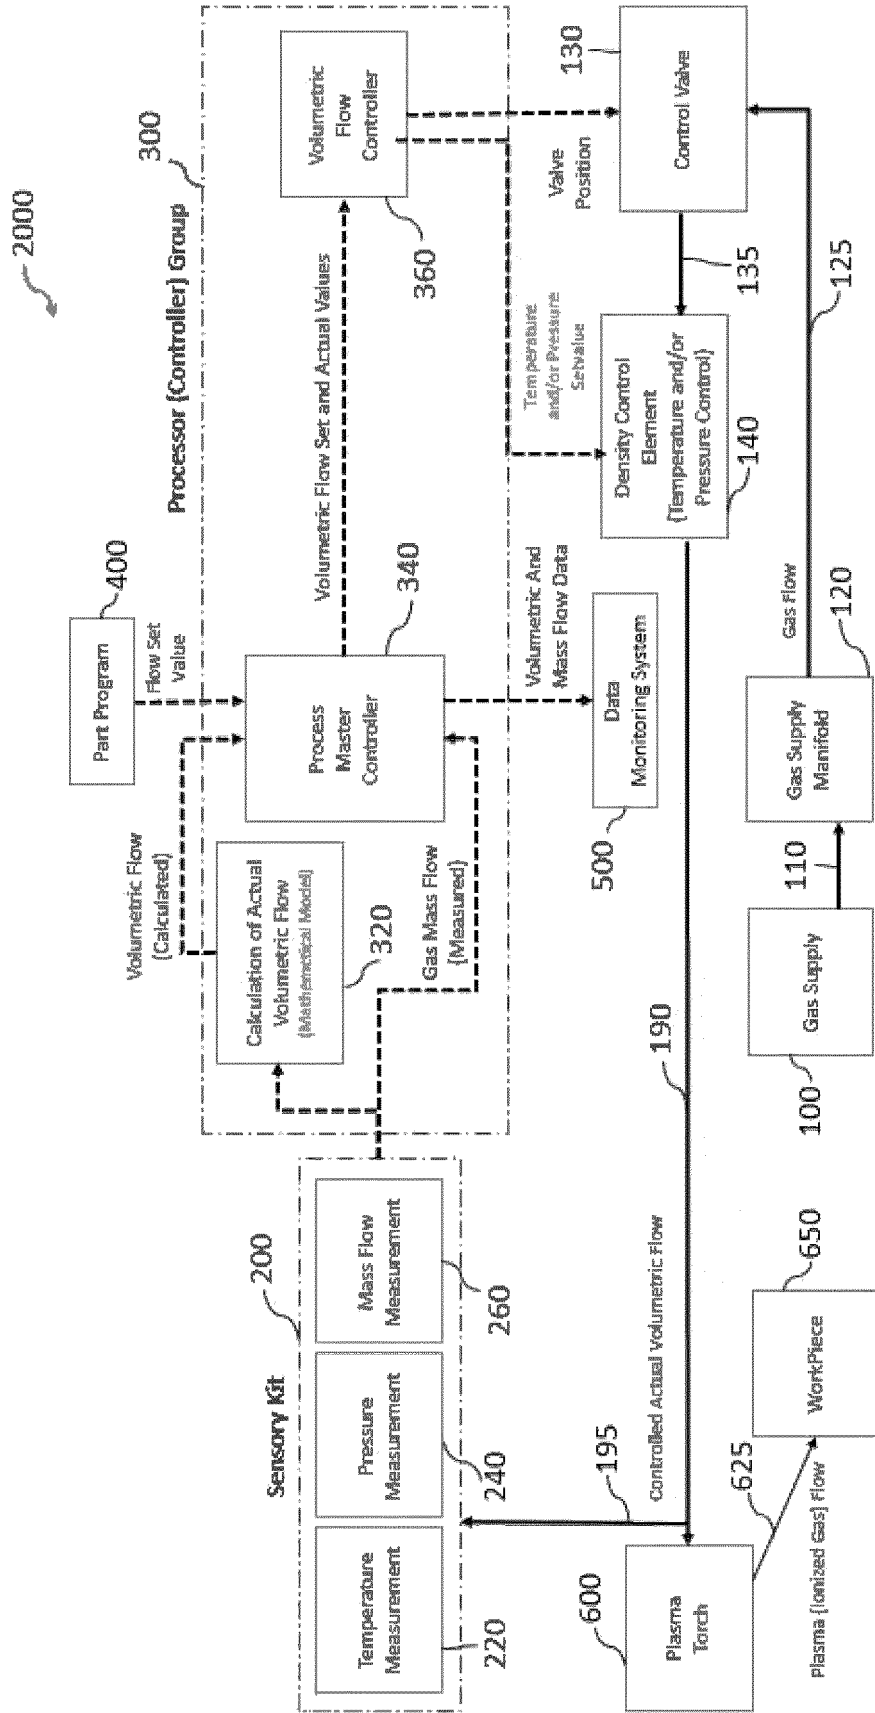 2000
Processor (Controller) Group
300
Part Program
400
Flow Set
Value
Volumetric Flow
(Calculated)
Calculation of Actual
Volumetric Flow
(Mathematical Model)
320
Process
Master
Controller
340
Volumetric Flow Set and Actual Values
Volumetric
Flow
Controller
360
Gas Mass Flow
(Measured)
Sensory Kit
200
Temperature
Measurement
220
Pressure
Measurement
240
Mass Flow
Measurement
260
Volumetric And
Mass Flow Data
Data
Monitoring System
500
Temperature
and/or Pressure
Setvalue
Valve
Position
Density Control
Element
(Temperature and/or
Pressure Control)
140
135
Control Valve
130
195
Controlled Actual Volumetric Flow
190
Plasma
Torch
600
625
Plasma (Ionized Gas) Flow
WorkPiece
650
Gas Supply
100
110
Gas Supply
Manifold
120
Gas Flow
125